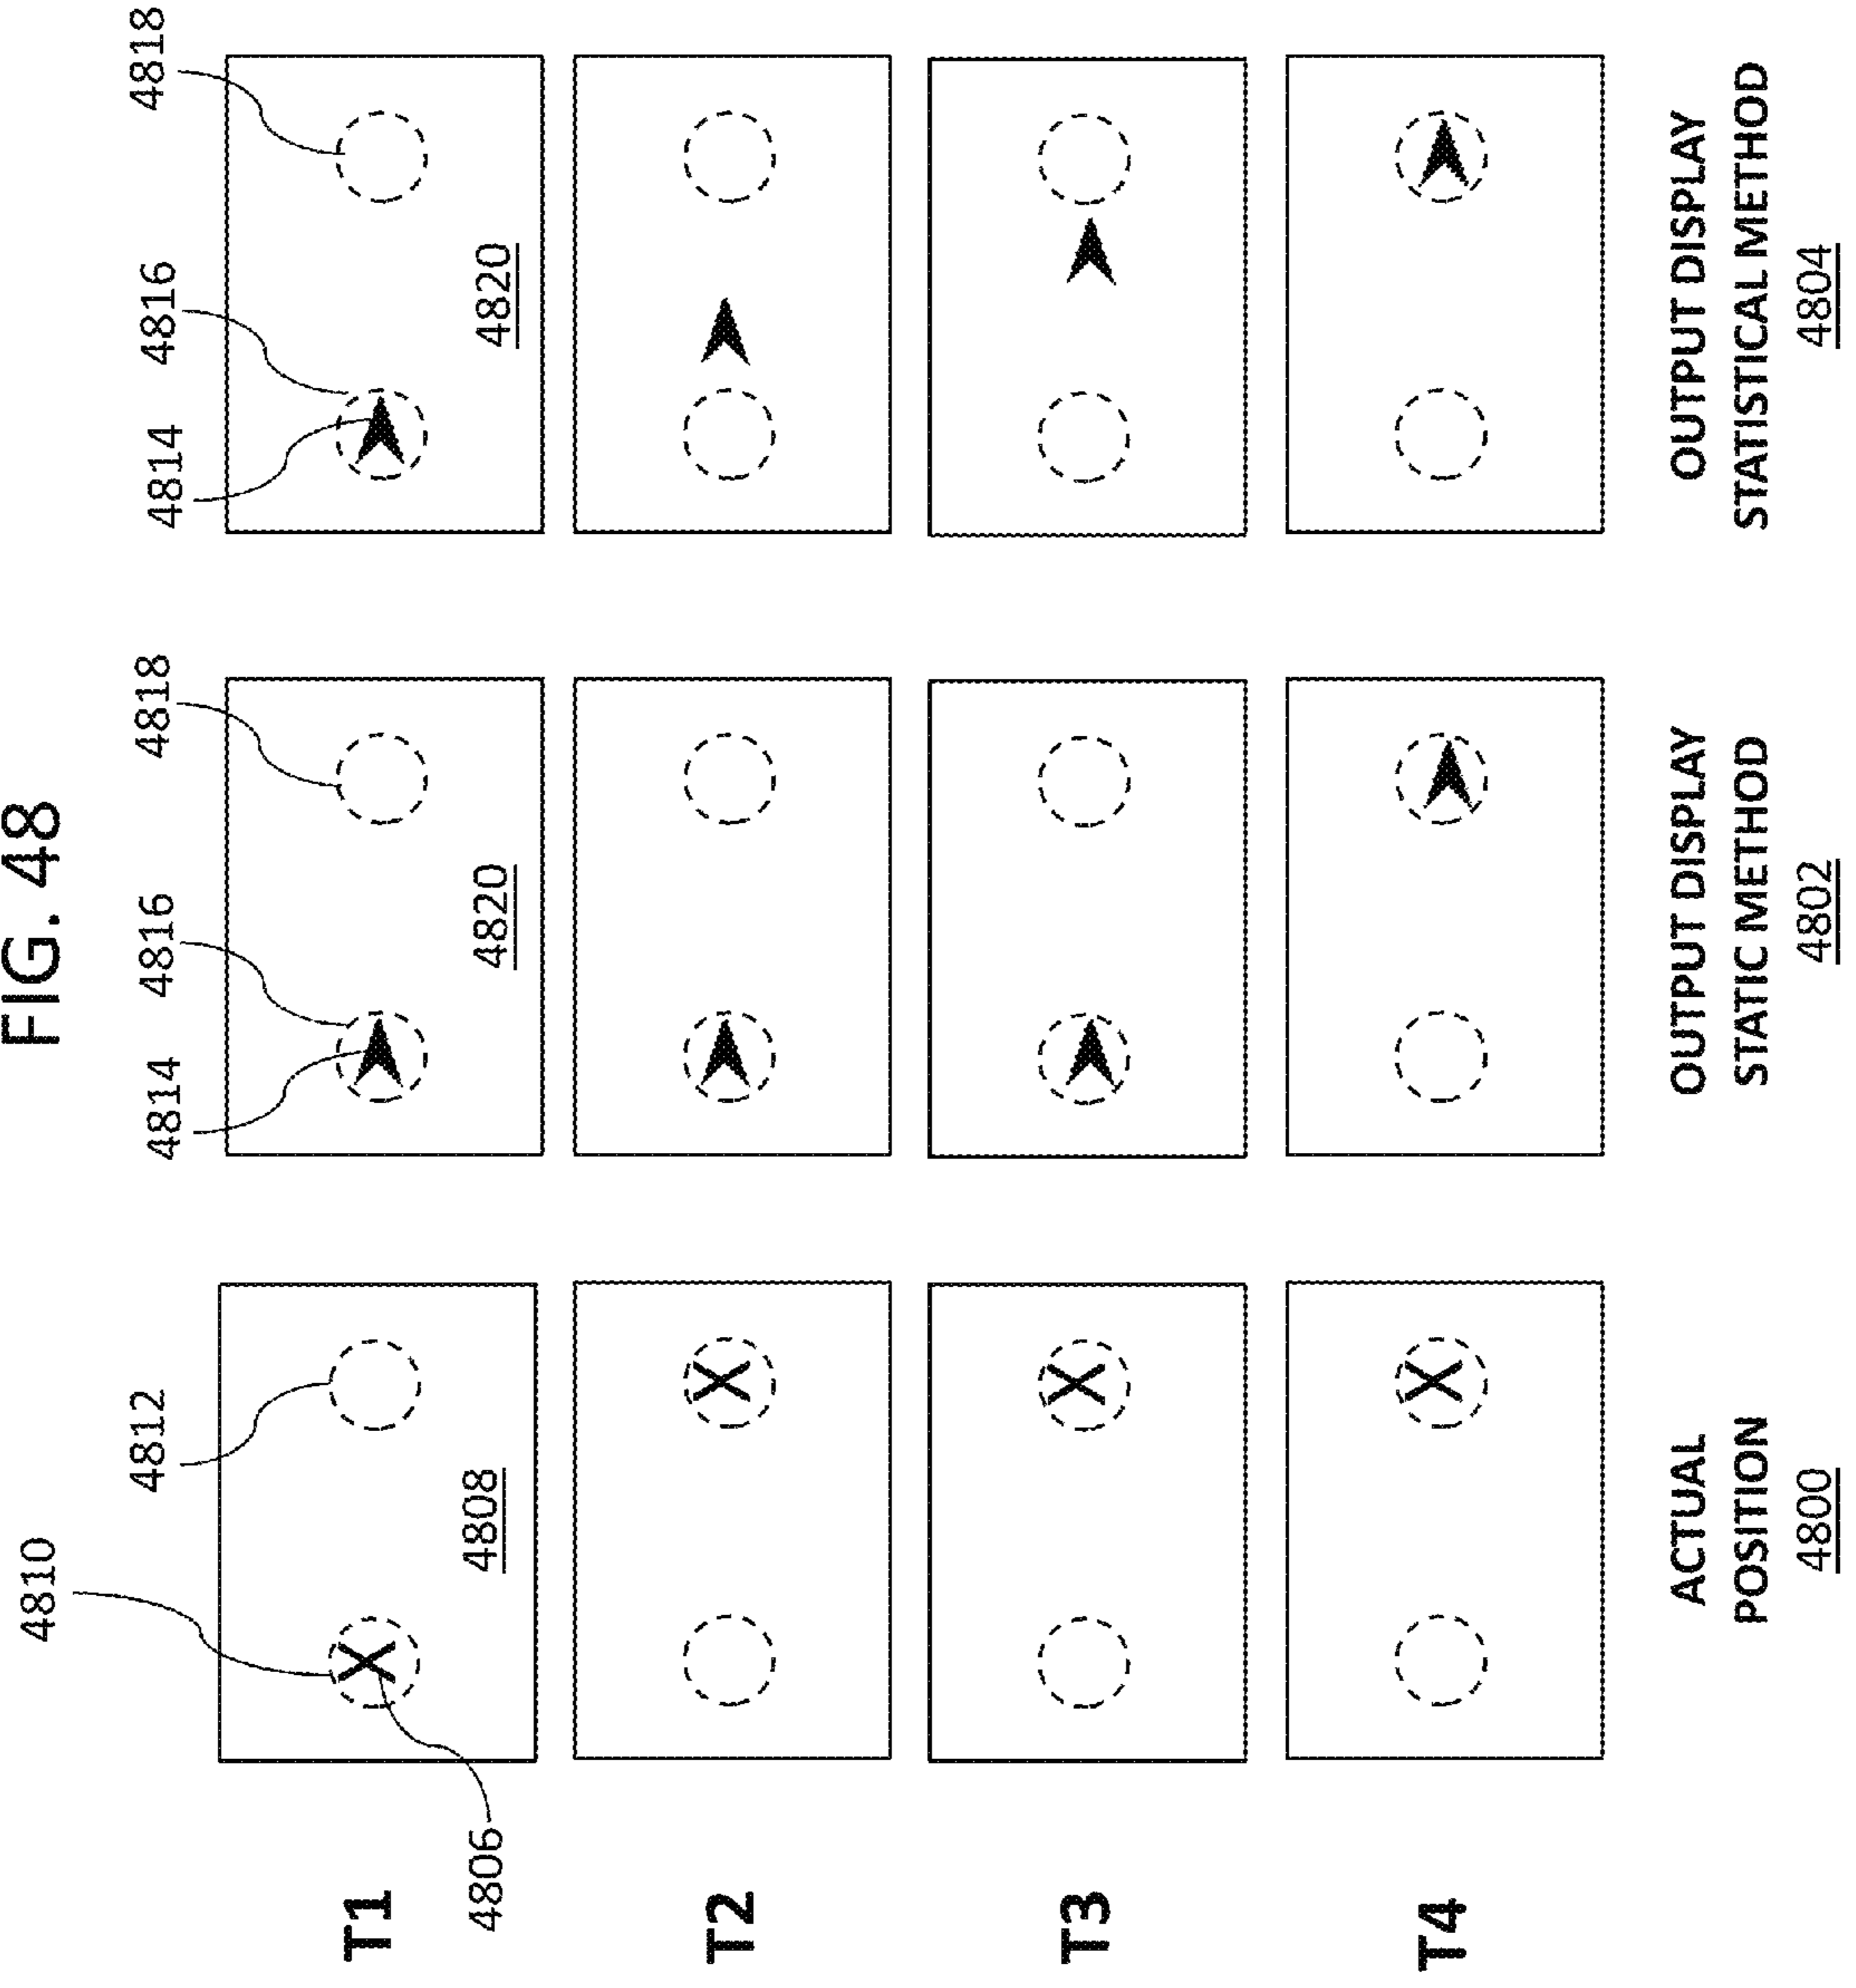 FIG. 48
4810
4812
4814
4816
4818
4814
4816
4818
T1
4806
4808
4820
4820
T2
T3
T4
ACTUAL
POSITION
4800
OUTPUT DISPLAY
STATIC METHOD
4802
OUTPUT DISPLAY
STATISTICAL METHOD
4804
X
X
X
X